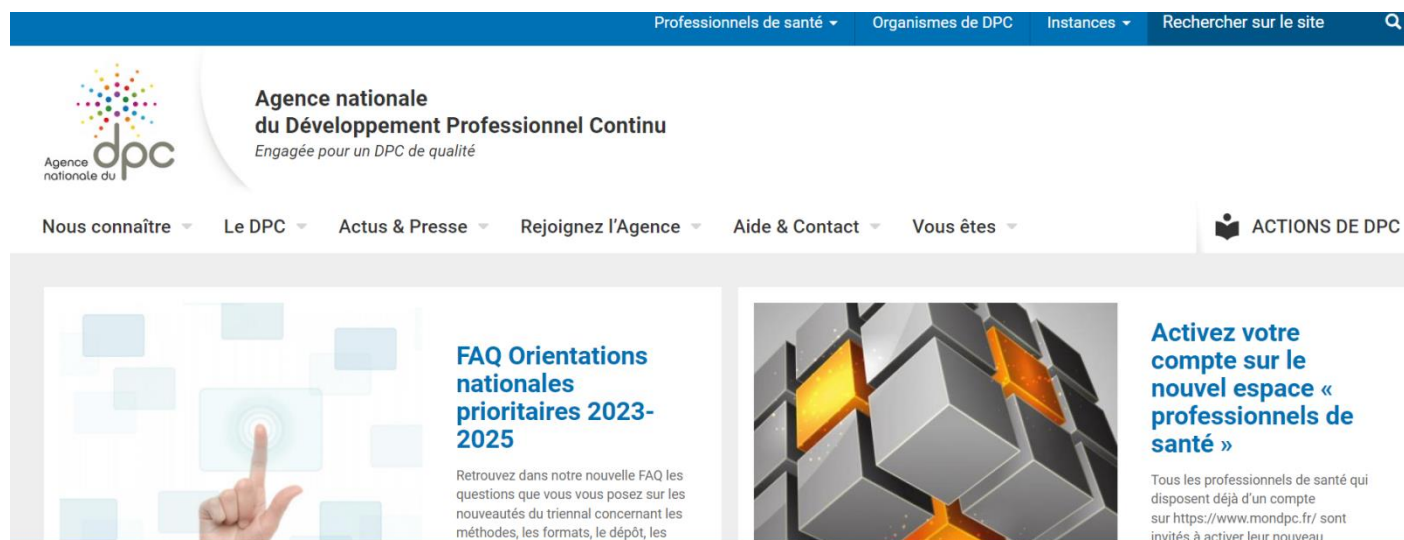 Professionnels de santé
Organismes de DPC
Instances
Rechercher sur le site
Agence
nationale du
dpc
Agence nationale
du Développement Professionnel Continu
Engagée pour un DPC de qualité
Nous connaître
Le DPC
Actus & Presse
Rejoignez l'Agence
Aide & Contact
Vous êtes
ACTIONS DE DPC
FAQ Orientations
nationales
prioritaires 2023-
2025
Retrouvez dans notre nouvelle FAQ les
questions que vous vous posez sur les
nouveautés du triennal concernant les
méthodes, les formats, le dépôt, les
Activez votre
compte sur le
nouvel espace «
professionnels de
santé »
Tous les professionnels de santé qui
disposent déjà d'un compte
sur https://www.mondpc.fr/ sont
invités à activer leur nouveau